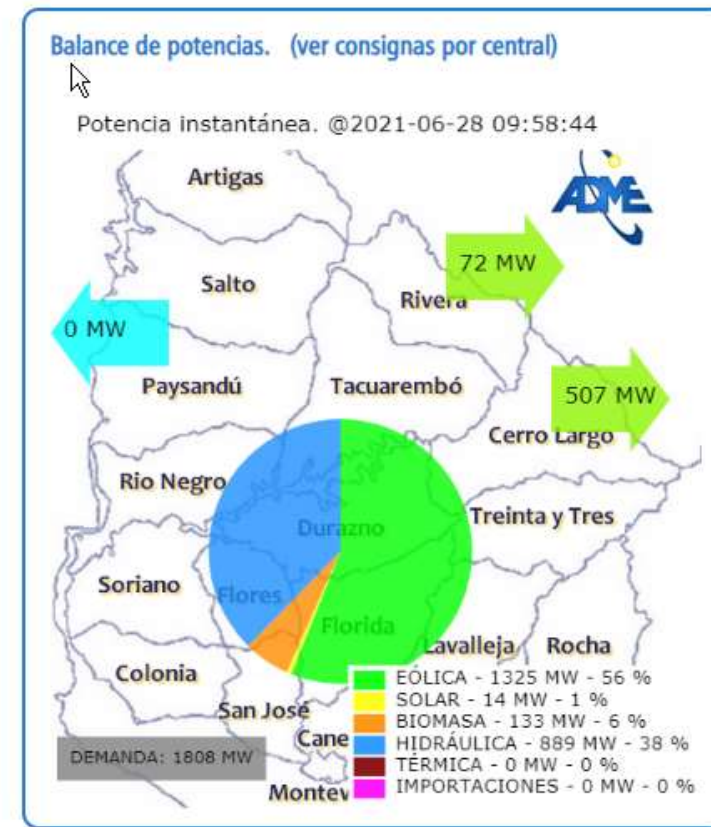 Balance de potencias. (ver consignas por central)
Potencia instantánea. @2021-06-28 09:58:44
Artigas
ADME
72 MW
Salto
Rivera
0 MW
Paysandú
Tacuarembó
507 MW
Cerro Largo
Rio Negro
Durazno
Treinta y Tres
Soriano
Flores
Florida
Lavalleja
Rocha
Colonia
San José
Cane
Montev
DEMANDA: 1808 MW
EÓLICA - 1325 MW - 56 %
SOLAR - 14 MW - 1 %
BIOMASA - 133 MW - 6 %
HIDRÁULICA - 889 MW - 38 %
TÉRMICA - 0 MW - 0 %
IMPORTACIONES - 0 MW - 0 %